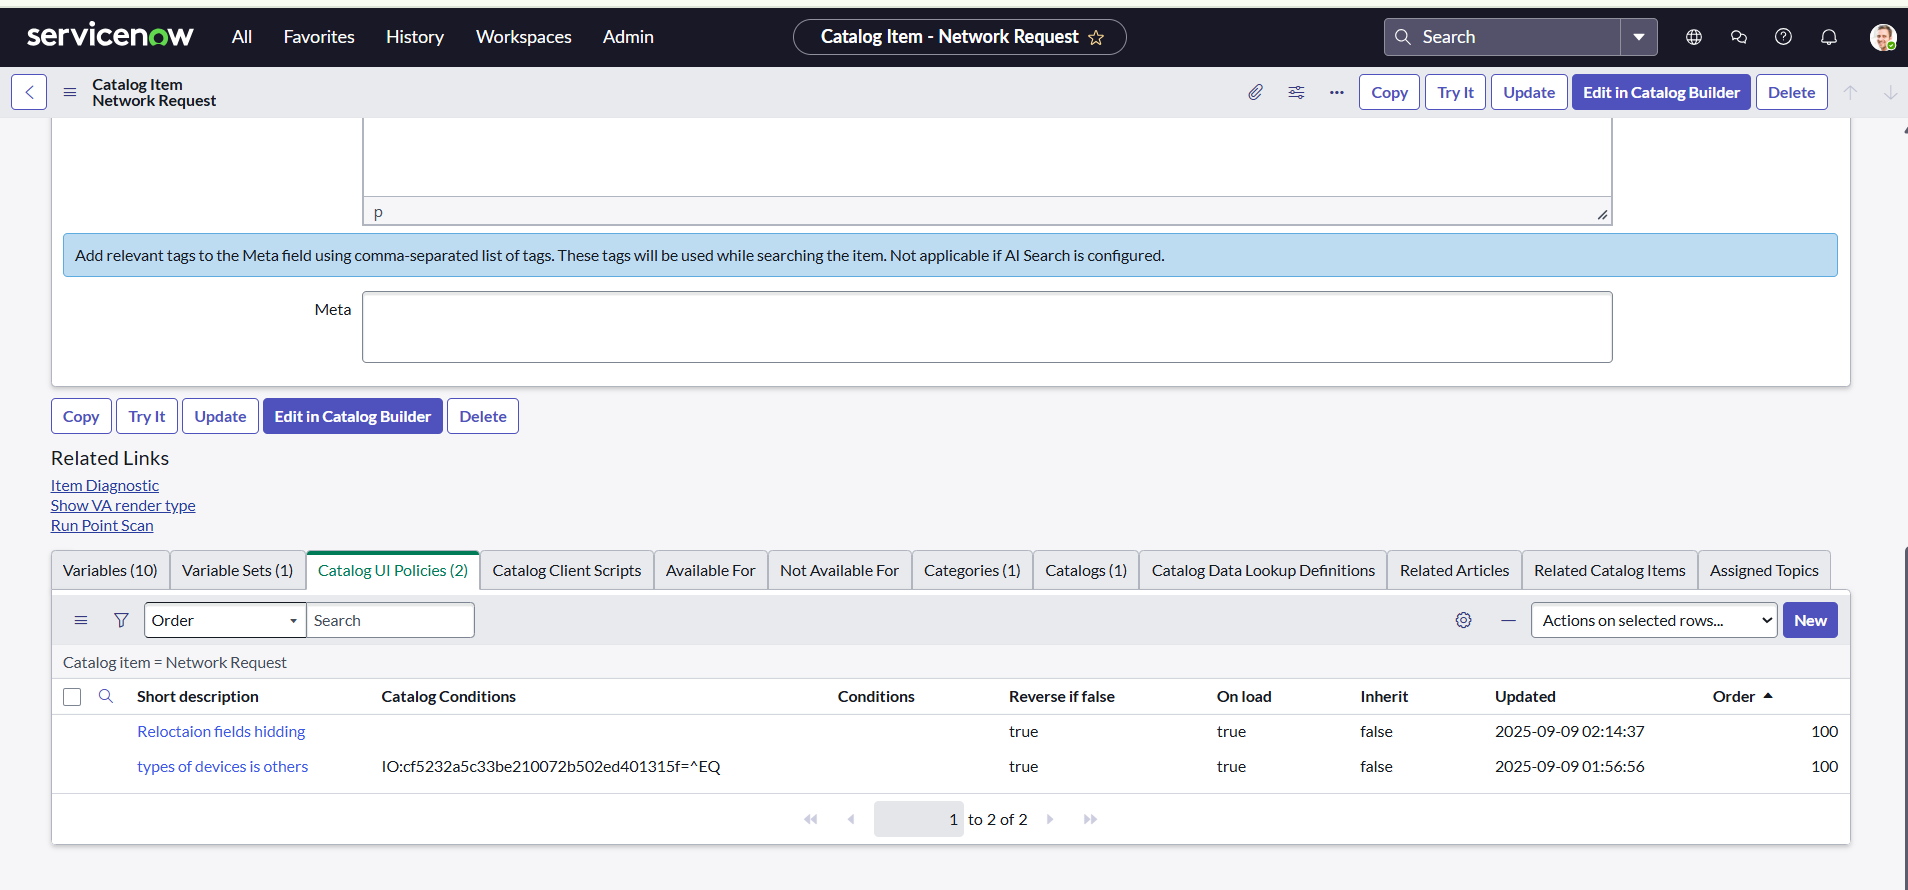 servicenow All Favorites History Workspaces Admin Catalog Item - Network Request Search
Catalog Item
Network Request
Copy Try It Update Edit in Catalog Builder Delete
p
Add relevant tags to the Meta field using comma-separated list of tags. These tags will be used while searching the item. Not applicable if AI Search is configured.
Meta
Copy Try It Update Edit in Catalog Builder Delete
Related Links
Item Diagnostic
Show VA render type
Run Point Scan
Variables (10) Variable Sets (1) Catalog UI Policies (2) Catalog Client Scripts Available For Not Available For Categories (1) Catalogs (1) Catalog Data Lookup Definitions Related Articles Related Catalog Items Assigned Topics
Order Search Actions on selected rows... New
Catalog item = Network Request
Short description Catalog Conditions Conditions Reverse if false On load Inherit Updated Order
Reloctaion fields hidding true true false 2025-09-09 02:14:37 100
types of devices is others IO:cf5232a5c33be210072b502ed401315f=^EQ true true false 2025-09-09 01:56:56 100
1 to 2 of 2